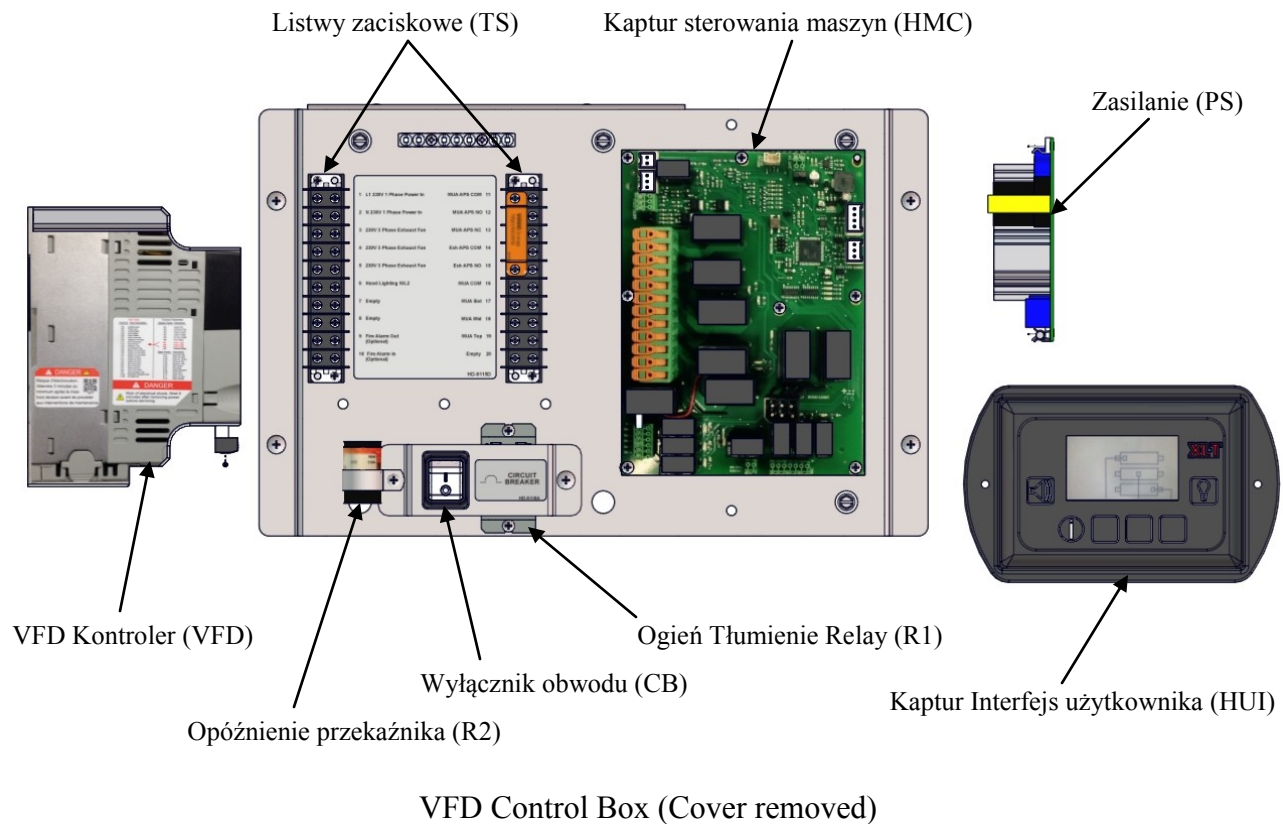 Listwy zaciskowe (TS)
Kaptur sterowania maszyn (HMC)
Zasilanie (PS)
1 L1 230V 1 Phase Power In
MUA APS COM 11
2 N 230V 1 Phase Power In
MUA APS NO 12
3 230V 3 Phase Exhaust Fan
MUA APS NC 13
4 230V 3 Phase Exhaust Fan
Exh APS COM 14
5 230V 3 Phase Exhaust Fan
Exh APS NO 15
6 Hood Lighting
MUA COM 16
7 Empty
MUA Bot 17
8 Empty
MUA Mid 18
9 Fire Alarm Out
(Optional)
MUA Top 19
10 Fire Alarm In
(Optional)
Empty 20
DANGER
DANGER
CIRCUIT
BREAKER
VFD Kontroler (VFD)
Ogień Tłumienie Relay (R1)
Wyłącznik obwodu (CB)
Kaptur Interfejs użytkownika (HUI)
Opóźnienie przekaźnika (R2)
VFD Control Box (Cover removed)